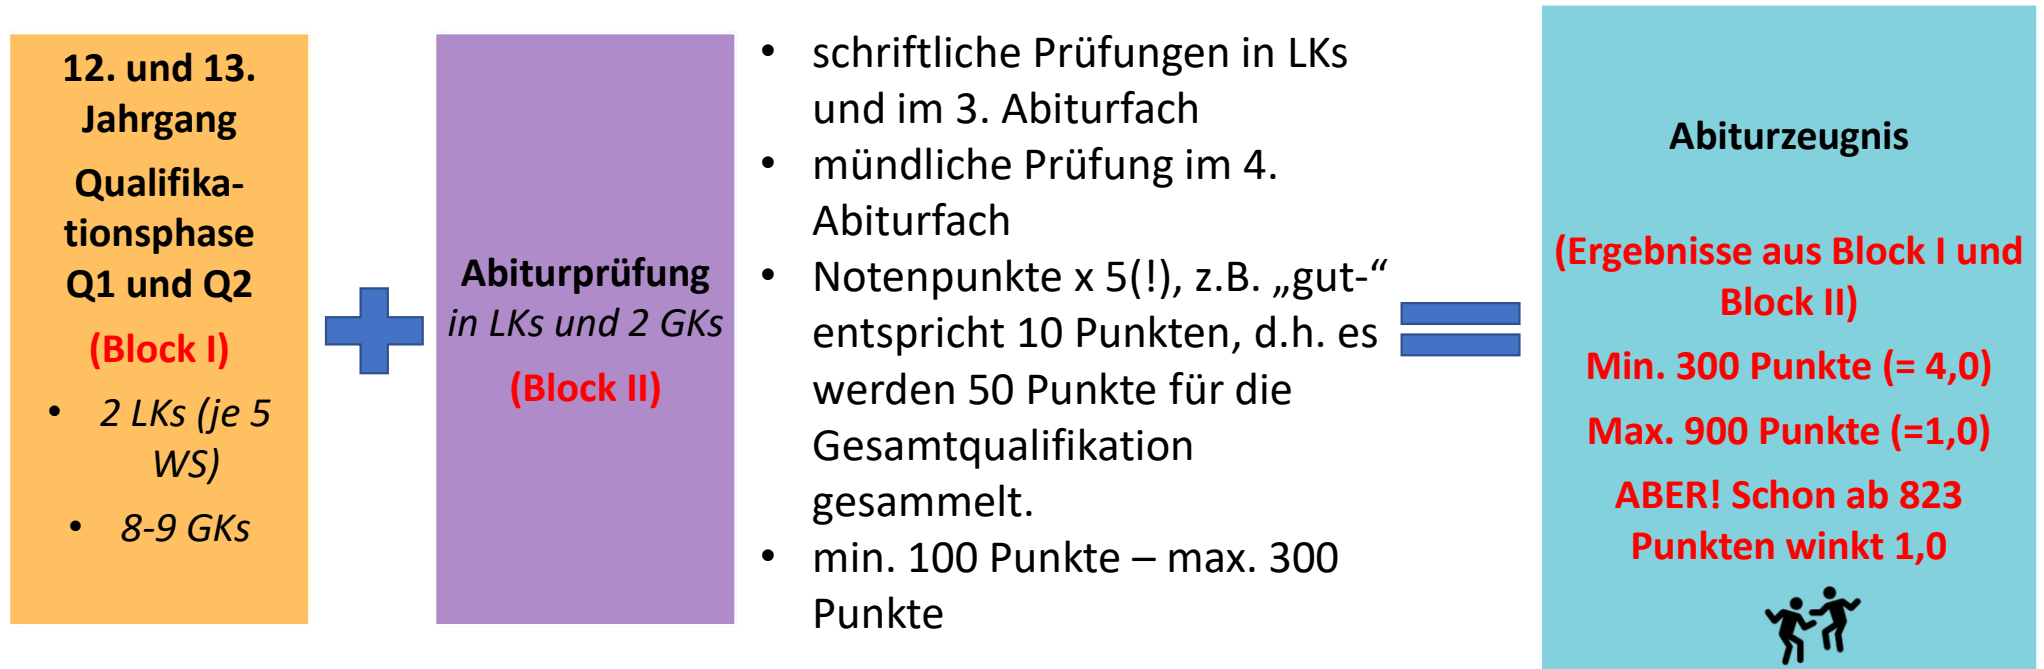 12. und 13.
Jahrgang
Qualifika-
tionsphase
Q1 und Q2
(Block I)
• 2 LKs (je 5
WS)
• 8-9 GKs
Abiturprüfung
in LKs und 2 GKs
(Block II)
• schriftliche Prüfungen in LKs
und im 3. Abiturfach
• mündliche Prüfung im 4.
Abiturfach
• Notenpunkte x 5(!), z.B. „gut-“
entspricht 10 Punkten, d.h. es
werden 50 Punkte für die
Gesamtqualifikation
gesammelt.
• min. 100 Punkte – max. 300
Punkte
Abiturzeugnis
(Ergebnisse aus Block I und
Block II)
Min. 300 Punkte (= 4,0)
Max. 900 Punkte (=1,0)
ABER! Schon ab 823
Punkten winkt 1,0